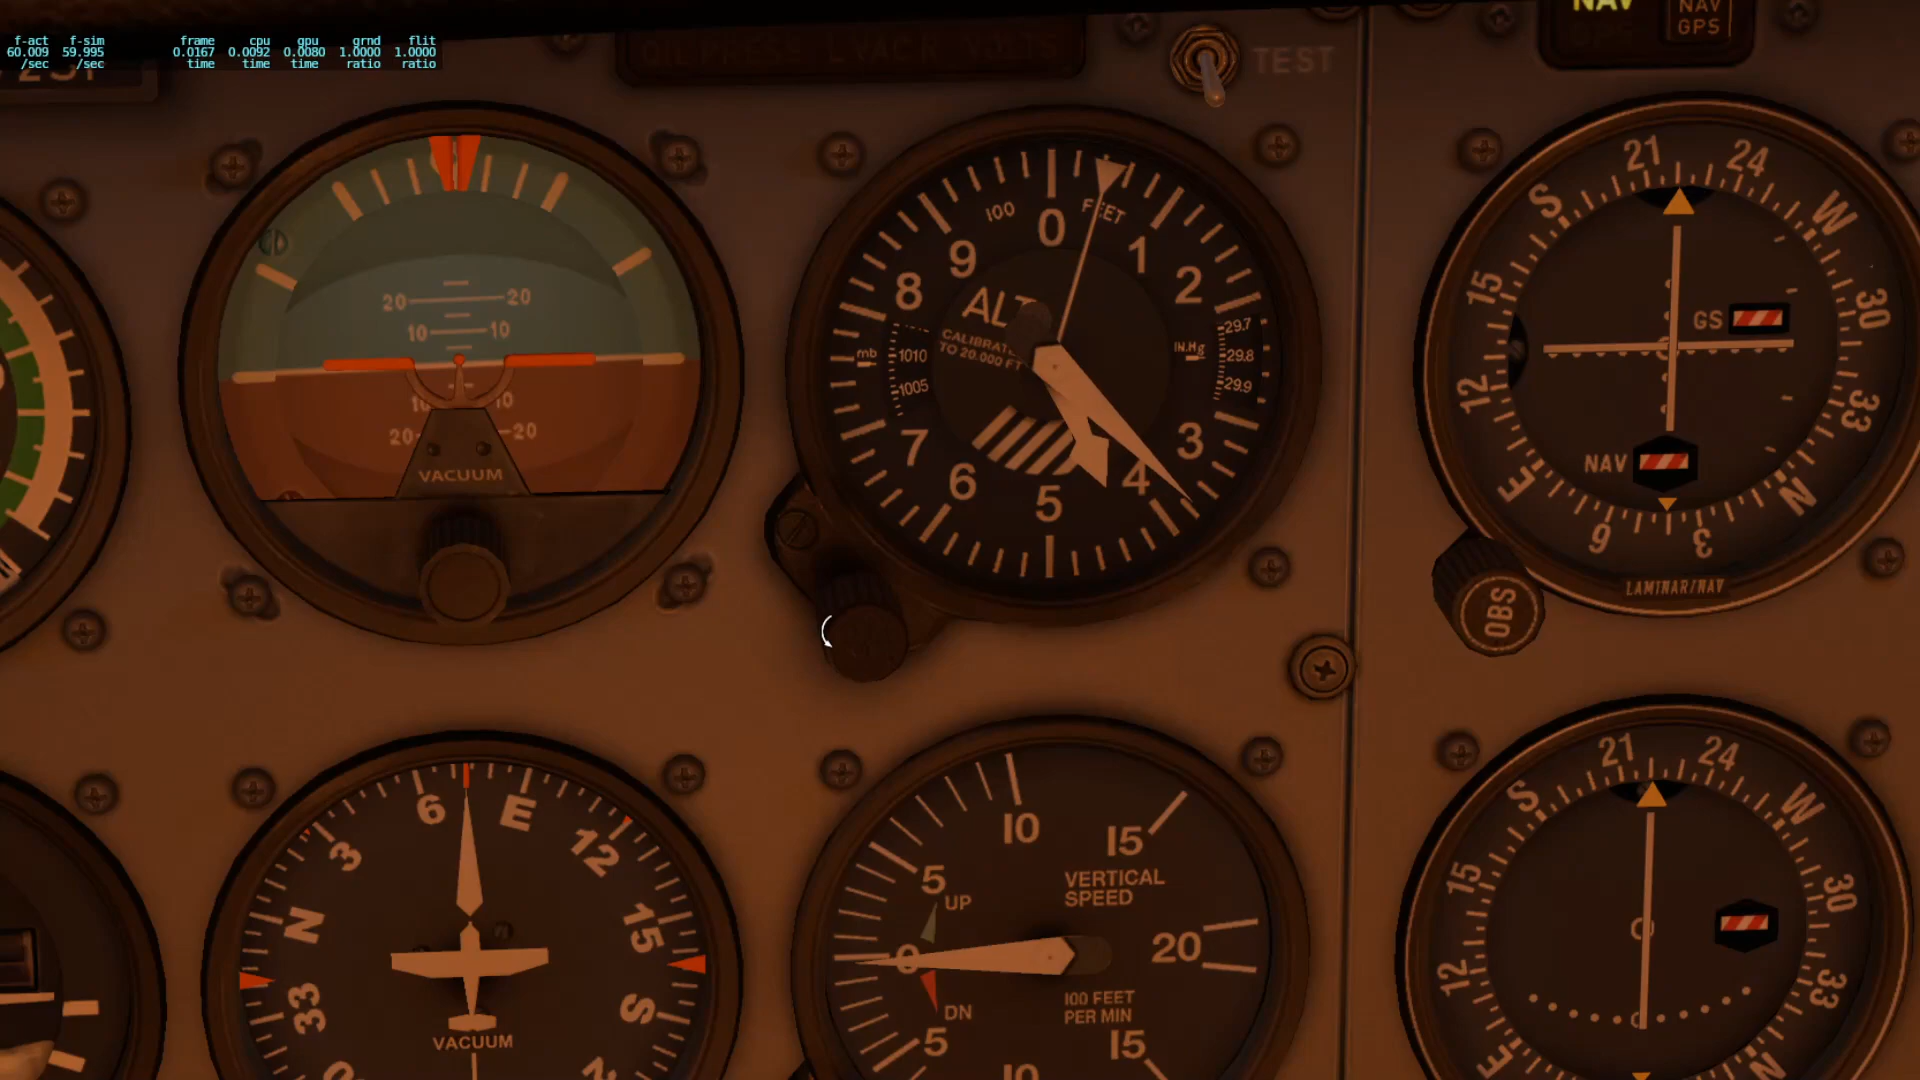 f-act f-sim frame cpu gpu grnd flit
60.009 59.995 0.0167 0.0092 0.0080 1.0000 1.0000
/sec /sec time time time ratio ratio
NAV
NAV
GPS
TEST
20 20
10 10
10 10
20 20
VACUUM
100 FEET
0 1 2 3 4 5 6 7 8 9
ALT
CALIBRATED
TO 20,000 FT
mb 1010
1005
IN.Hg
29.7
29.8
29.9
21 24 W 30 33 N 3 6 E 12 15 S
GS
NAV
LAMINAR/NAV
OBS
N 3 6 E 12 15 S
33
VACUUM
5 10 15
UP
0
VERTICAL
SPEED
20
DN
100 FEET
PER MIN
5 10 15
21 24 W 30 33 N
E 12 15 S